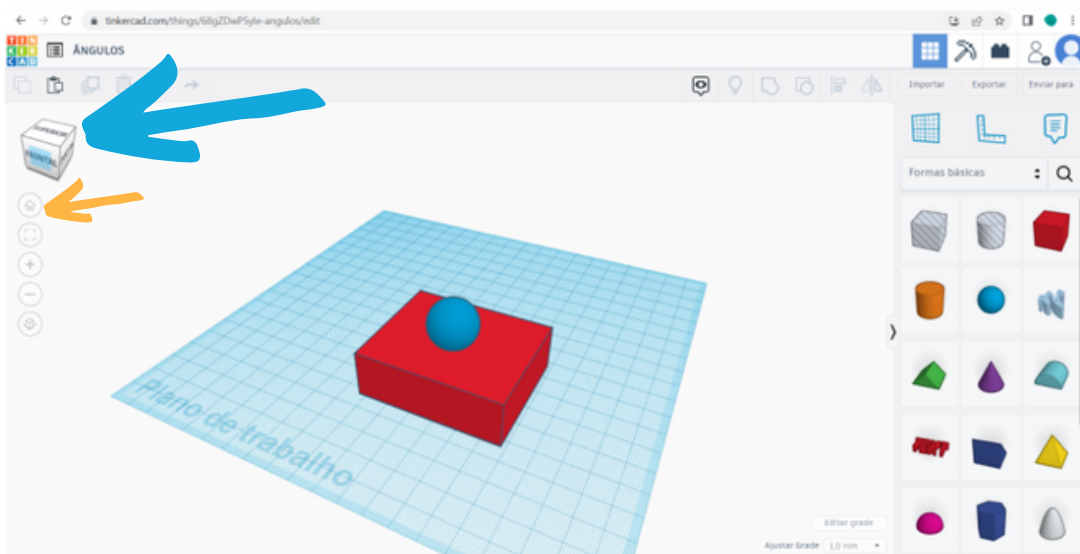 tinkercad.com/things/68gZDwP5yle-angulos/edit
TIN
KER
CAD
ÂNGULOS
Importar
Exportar
Enviar para
SUPERIOR
FRONTAL
Formas básicas
Plano de trabalho
TEXT
Editar grade
Ajustar Grade 1,0 mm